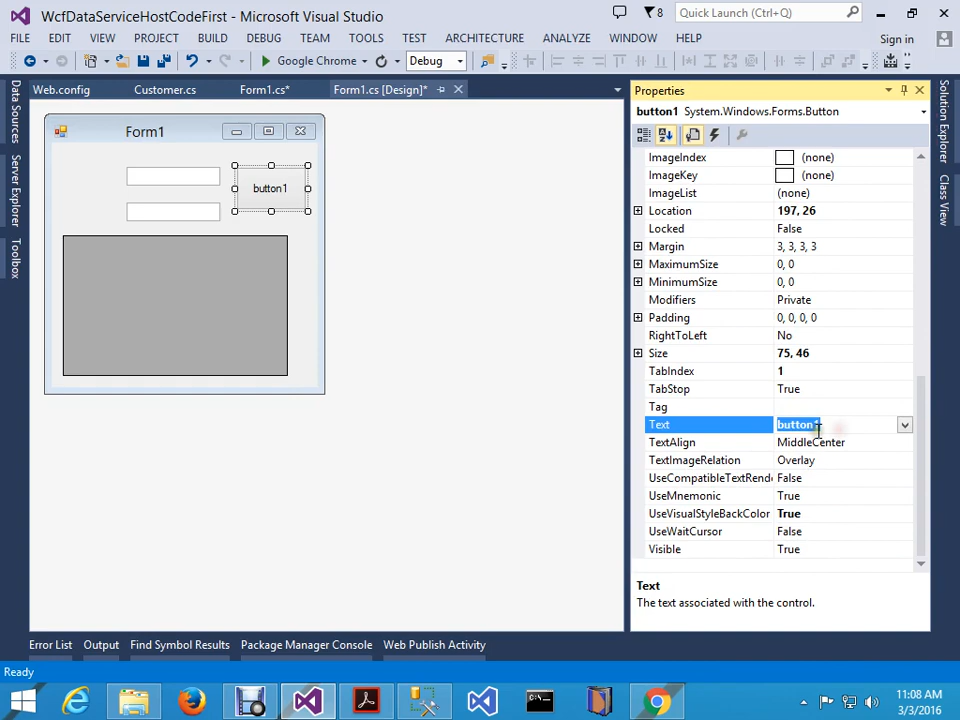 WcfDataServiceHostCodeFirst - Microsoft Visual Studio
8
Quick Launch (Ctrl+Q)
FILE EDIT VIEW PROJECT BUILD DEBUG TEAM TOOLS TEST ARCHITECTURE ANALYZE WINDOW HELP
Sign in
Google Chrome
Debug
Web.config Customer.cs Form1.cs* Form1.cs [Design]*
Data Sources
Server Explorer
Toolbox
Form1
button1
Properties
button1 System.Windows.Forms.Button
ImageIndex (none)
ImageKey (none)
ImageList (none)
Location 197, 26
Locked False
Margin 3, 3, 3, 3
MaximumSize 0, 0
MinimumSize 0, 0
Modifiers Private
Padding 0, 0, 0, 0
RightToLeft No
Size 75, 46
TabIndex 1
TabStop True
Tag
Text button1
TextAlign MiddleCenter
TextImageRelation Overlay
UseCompatibleTextRende False
UseMnemonic True
UseVisualStyleBackColor True
UseWaitCursor False
Visible True
Text
The text associated with the control.
Solution Explorer
Class View
Error List Output Find Symbol Results Package Manager Console Web Publish Activity
Ready
11:08 AM
3/3/2016